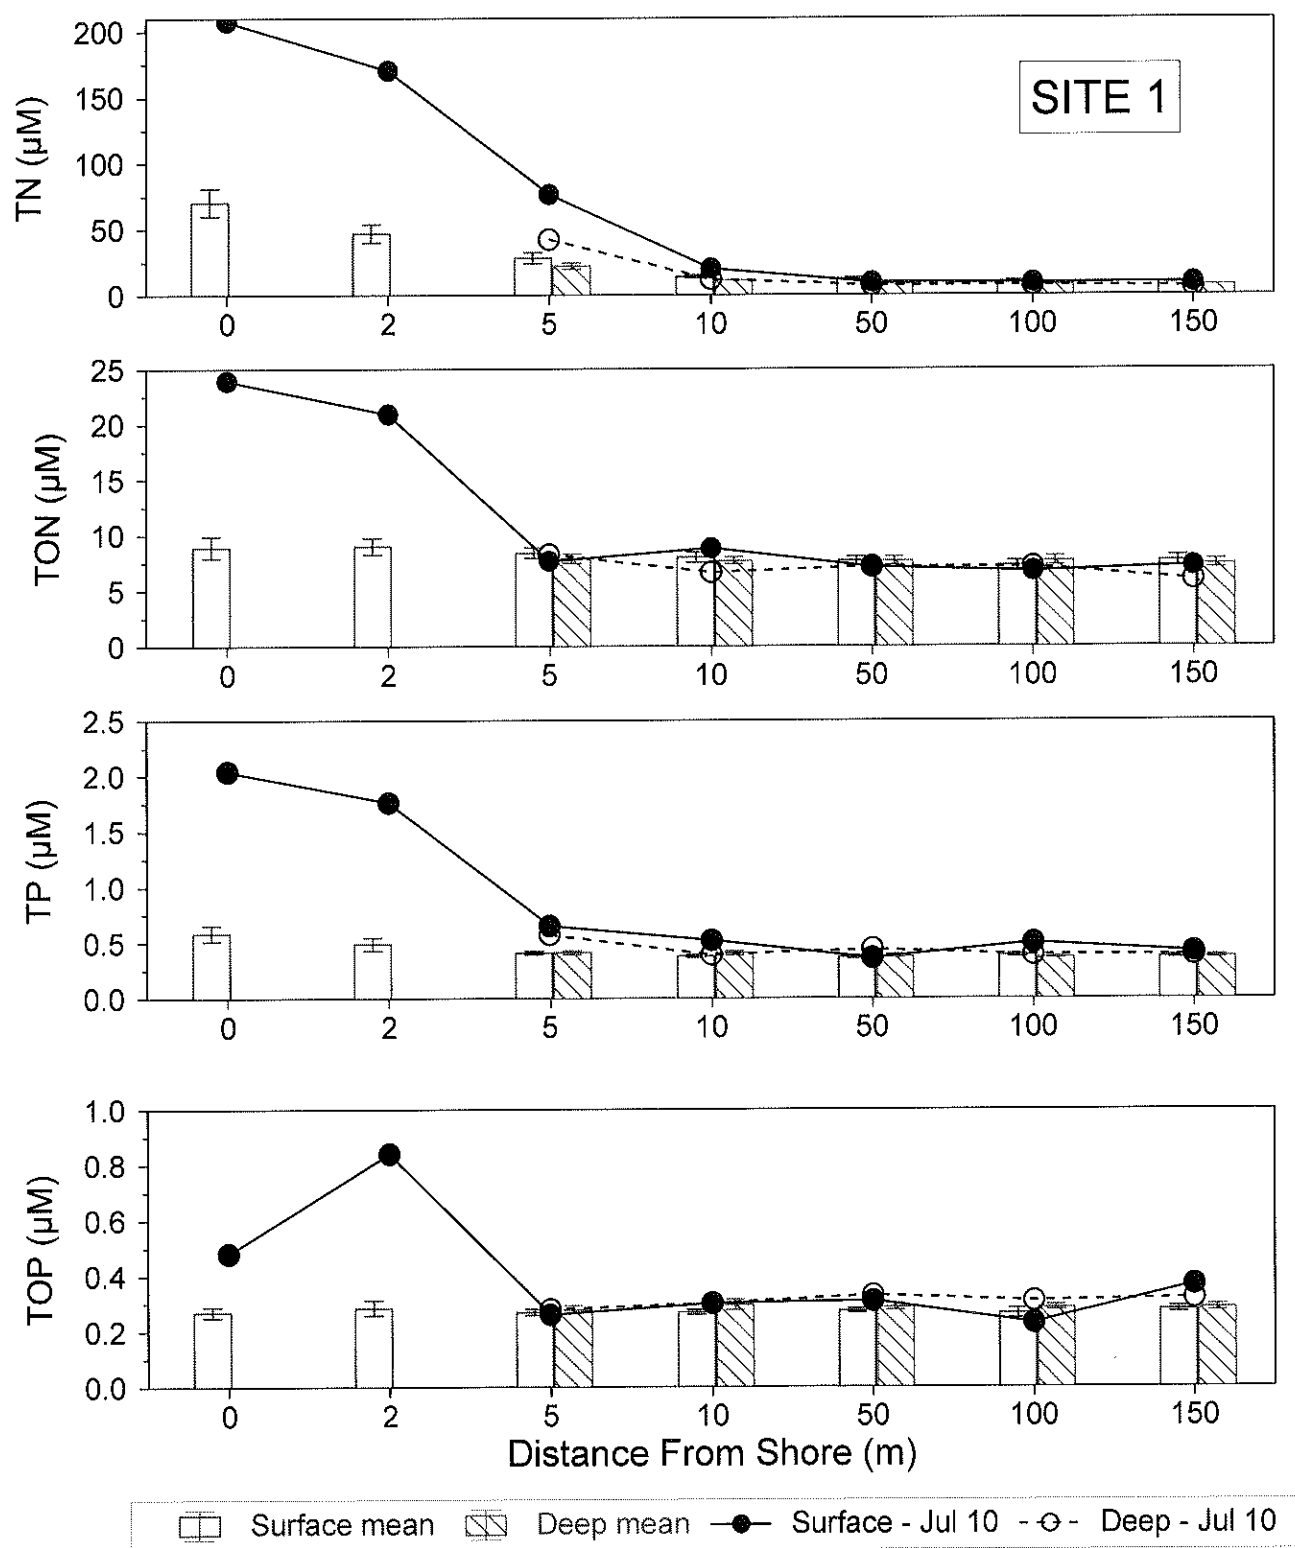 SITE 1
TN (µM)
200
150
100
50
0
0 2 5 10 50 100 150
TON (µM)
25
20
15
10
5
0
0 2 5 10 50 100 150
TP (µM)
2.5
2.0
1.5
1.0
0.5
0.0
0 2 5 10 50 100 150
TOP (µM)
1.0
0.8
0.6
0.4
0.2
0.0
0 2 5 10 50 100 150
Distance From Shore (m)
Surface mean Deep mean Surface - Jul 10 Deep - Jul 10